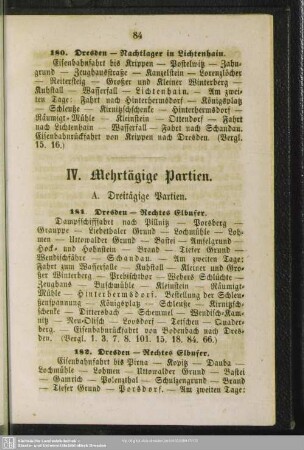 84
180. Dresden — Nachtlager in Lichtenhain.
Eisenbahnfahrt bis Krippen — Postelwitz — Zahn-
grund — Zeughausstraße — Kanzelstein — Lorenzlöcher
— Reitersteig — Großer und Kleiner Winterberg —
Kuhstall — Wasserfall — Lichtenhain. — Am zwei-
ten Tage: Fahrt nach Hinterhermsdorf — Königsplatz
— Schleuße — Kirnitzschschenke — Hinterhermsdorf —
Räumigt-Mühle — Kleinstein — Ottendorf — Fahrt
nach Lichtenhain — Wasserfall — Fahrt nach Schandau.
Eisenbahnrückfahrt von Krippen nach Dresden. (Vergl.
15. 16.)
IV. Mehrtägige Partien.
A. Dreitägige Partien.
181. Dresden — Rechtes Elbufer.
Dampfschifffahrt nach Pillnitz — Porsberg —
Graupe — Liebethaler Grund — Lochmühle — Loh-
men — Uttewalder Grund — Bastei — Amselgrund —
Hock- und Hohnstein — Brand — Tiefer Grund —
Wendischfähre — Schandau. — Am zweiten Tage:
Fahrt zum Wasserfalle — Kuhstall — Kleiner und Gro-
ßer Winterberg — Prebischthor — Webers Schlüchte —
Zeughaus — Buschmühle — Kleinstein — Räumigt-
Mühle — Hinterhermsdorf. Bestellung der Schleu-
ßenspannung — Königsplatz — Schleuße — Kirnitzsch-
schenke — Dittersbach — Schemmel — Windisch-Kam-
nitz — Neu-Olisch — Loosdorf — Tetschen — Quader-
berg. — Eisenbahnrückfahrt von Bodenbach nach Dres-
den. (Vergl. 1. 3. 7. 8. 101. 15. 18. 84. 66.)
182. Dresden — Rechtes Elbufer.
Eisenbahnfahrt bis Pirna — Kopitz — Dauba —
Lochmühle — Lohmen — Uttewalder Grund — Bastei
— Gamrich — Polenzthal — Schulzengrund — Brand
— Tiefer Grund — Porsdorf. — Am zweiten Tage: